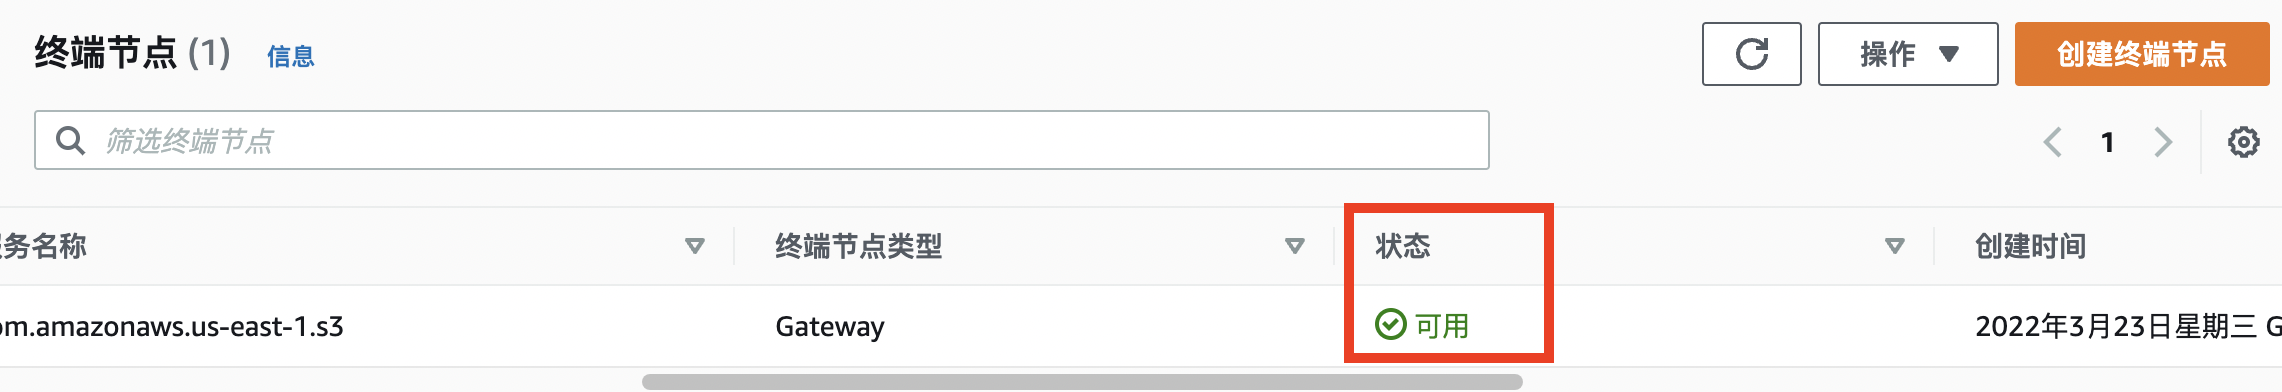 终端节点 (1) 信息 操作 创建终端节点
筛选终端节点 1
务名称 终端节点类型 状态 创建时间
m.amazonaws.us-east-1.s3 Gateway 可用 2022年3月23日星期三 G